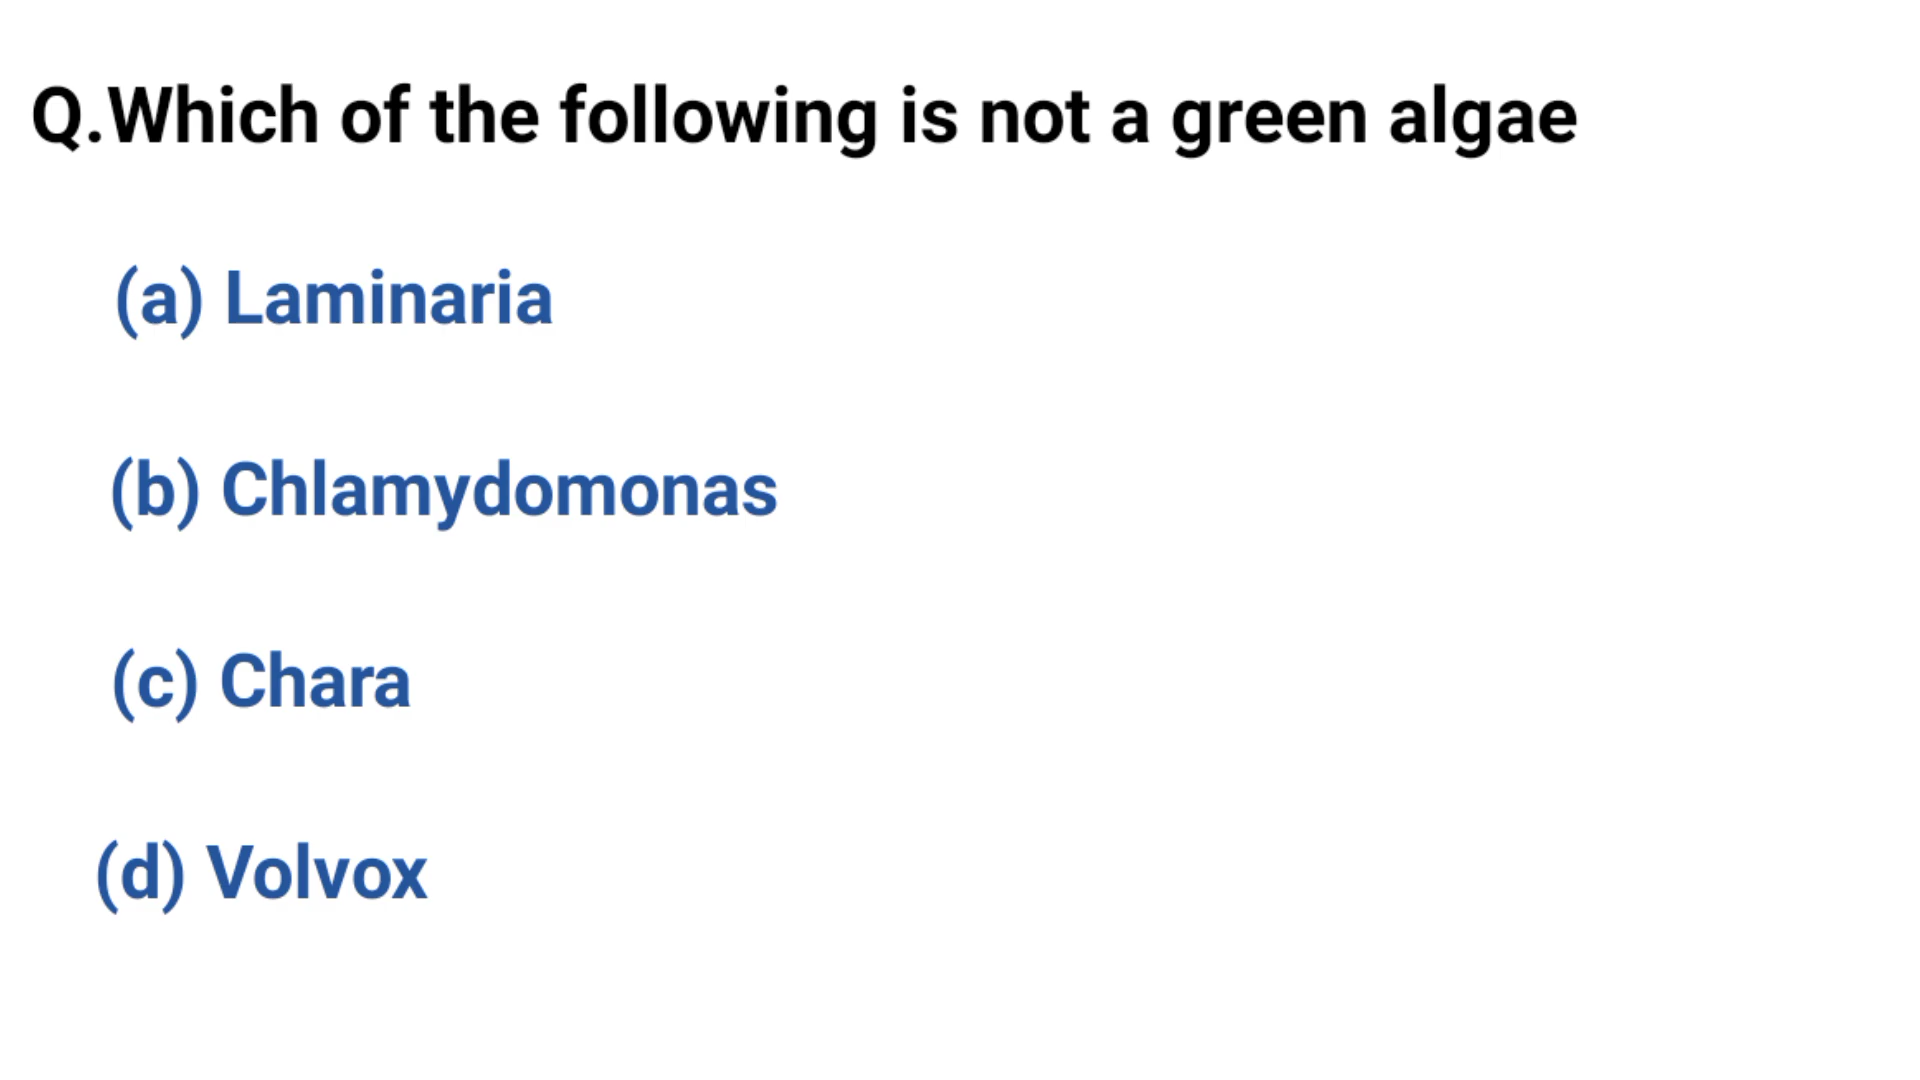 Q.Which of the following is not a green algae
(a) Laminaria
(b) Chlamydomonas
(c) Chara
(d) Volvox